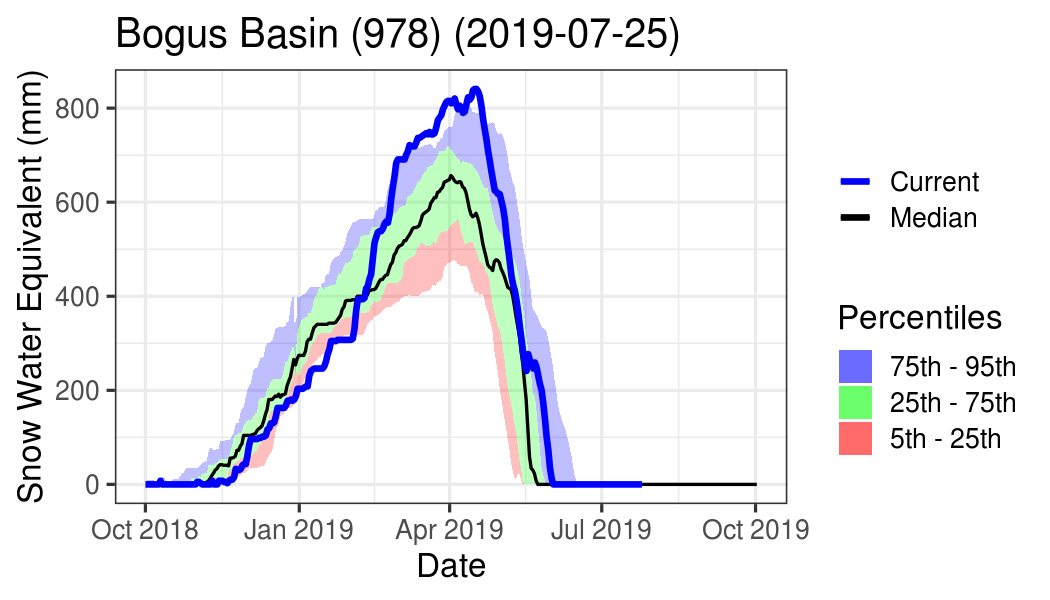 Bogus Basin (978) (2019-07-25)
Snow Water Equivalent (mm)
800
600
400
200
0
Oct 2018 Jan 2019 Apr 2019 Jul 2019 Oct 2019
Date
Current
Median
Percentiles
75th - 95th
25th - 75th
5th - 25th